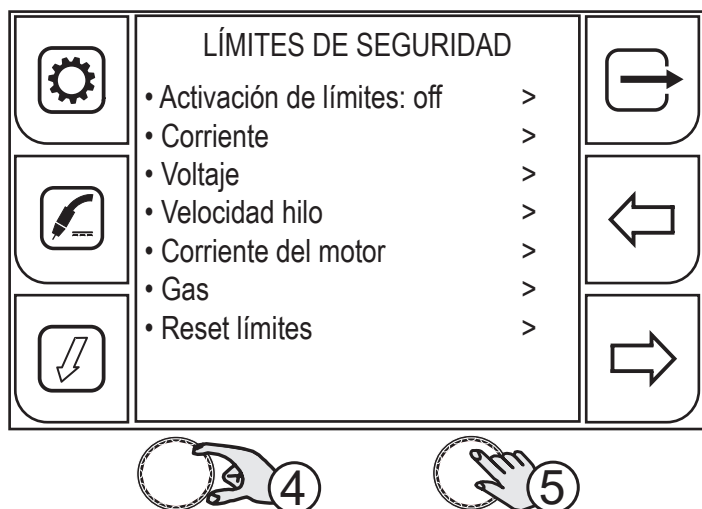 LÍMITES DE SEGURIDAD
• Activación de límites: off >
• Corriente >
• Voltaje >
• Velocidad hilo >
• Corriente del motor >
• Gas >
• Reset límites >
4
5